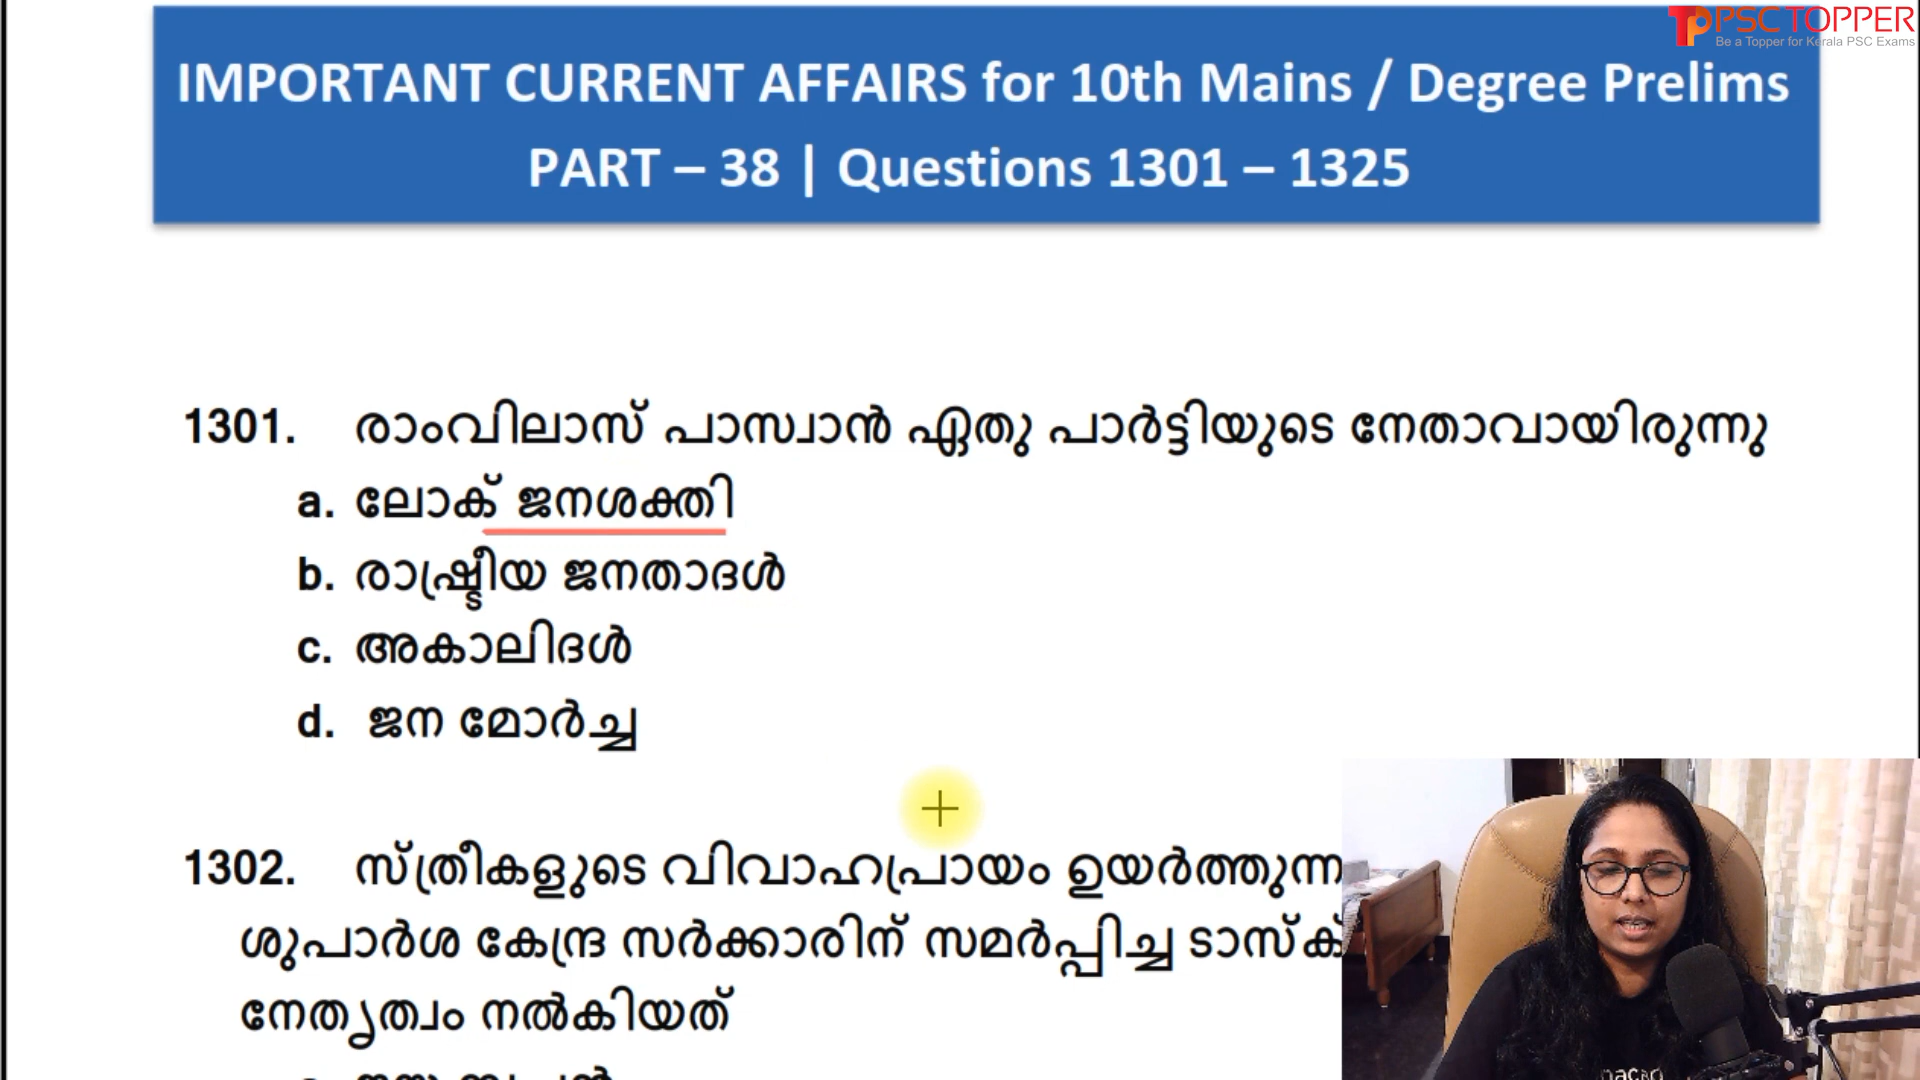 PSC TOPPER
Be a Topper for Kerala PSC Exams
IMPORTANT CURRENT AFFAIRS for 10th Mains / Degree Prelims
PART – 38 | Questions 1301 – 1325
1301. രാംവിലാസ് പാസ്വാൻ ഏതു പാർട്ടിയുടെ നേതാവായിരുന്നു
a. ലോക് ജനശക്തി
b. രാഷ്ട്രീയ ജനതാദൾ
c. അകാലിദൾ
d. ജന മോർച്ച
1302. സ്ത്രീകളുടെ വിവാഹപ്രായം ഉയർത്തുന്ന
ശുപാർശ കേന്ദ്ര സർക്കാരിന് സമർപ്പിച്ച ടാസ്ക്
നേതൃത്വം നൽകിയത്